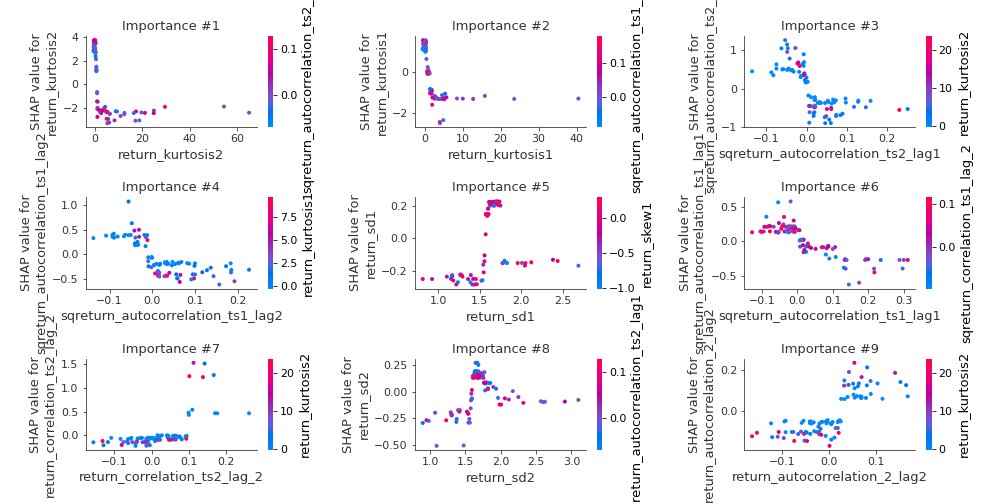 Importance #1
SHAP value for
return_kurtosis2
4
2
0
−2
0
20
40
60
return_kurtosis2
0.1
0.0
sqreturn_autocorrelation_ts2_
Importance #2
SHAP value for
return_kurtosis1
0
−2
0
10
20
30
40
return_kurtosis1
0.1
0.0
sqreturn_autocorrelation_ts1_
Importance #3
SHAP value for
sqreturn_autocorrelation_ts2_
1
0
−1
−0.1
0.0
0.1
0.2
sqreturn_autocorrelation_ts2_lag1
20
10
0
return_kurtosis2
Importance #4
SHAP value for
sqreturn_autocorrelation_ts1_lag2
1.0
0.5
0.0
−0.5
−0.1
0.0
0.1
0.2
sqreturn_autocorrelation_ts1_lag2
7.5
5.0
2.5
0.0
return_kurtosis1
Importance #5
SHAP value for
return_sd1
0.2
0.0
−0.2
1.0
1.5
2.0
2.5
return_sd1
0.0
−0.5
−1.0
return_skew1
Importance #6
SHAP value for
sqreturn_autocorrelation_ts1_lag1
0.5
0.0
−0.5
−0.1
0.0
0.1
0.2
0.3
sqreturn_autocorrelation_ts1_lag1
0.1
0.0
sqreturn_correlation_ts1_lag_2
Importance #7
SHAP value for
return_correlation_ts2_lag_2
1.5
1.0
0.5
0.0
−0.1
0.0
0.1
0.2
return_correlation_ts2_lag_2
20
10
0
return_kurtosis2
Importance #8
SHAP value for
return_sd2
0.25
0.00
−0.25
−0.50
1.0
1.5
2.0
2.5
3.0
return_sd2
0.1
0.0
return_autocorrelation_ts2_lag1
Importance #9
SHAP value for
return_autocorrelation_2_lag2
0.2
0.0
−0.1
0.0
0.1
return_autocorrelation_2_lag2
20
10
0
return_kurtosis2